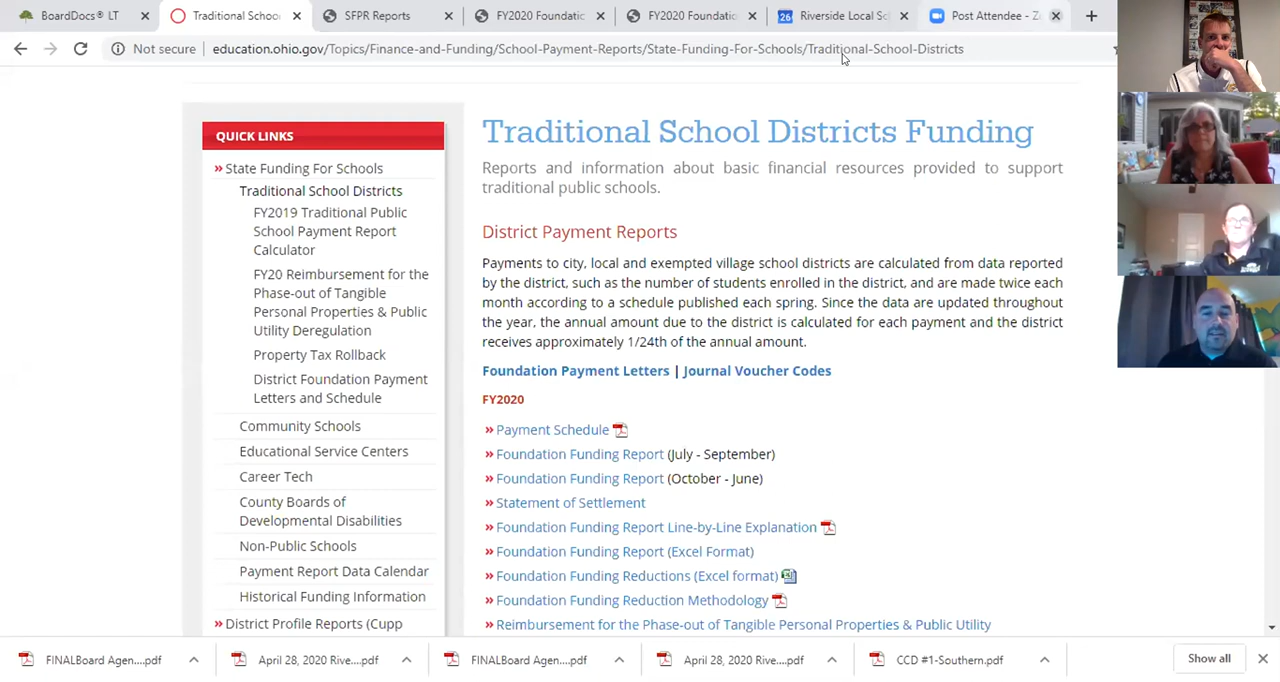 BoardDocs® LT
Traditional Schoo
SFPR Reports
FY2020 Foundatio
FY2020 Foundatio
26
Riverside Local Sc
Post Attendee - Z
Not secure
education.ohio.gov/Topics/Finance-and-Funding/School-Payment-Reports/State-Funding-For-Schools/Traditional-School-Districts
QUICK LINKS
» State Funding For Schools
Traditional School Districts
FY2019 Traditional Public
School Payment Report
Calculator
FY20 Reimbursement for the
Phase-out of Tangible
Personal Properties & Public
Utility Deregulation
Property Tax Rollback
District Foundation Payment
Letters and Schedule
Community Schools
Educational Service Centers
Career Tech
County Boards of
Developmental Disabilities
Non-Public Schools
Payment Report Data Calendar
Historical Funding Information
» District Profile Reports (Cupp
Traditional School Districts Funding
Reports and information about basic financial resources provided to support
traditional public schools.
District Payment Reports
Payments to city, local and exempted village school districts are calculated from data reported
by the district, such as the number of students enrolled in the district, and are made twice each
month according to a schedule published each spring. Since the data are updated throughout
the year, the annual amount due to the district is calculated for each payment and the district
receives approximately 1/24th of the annual amount.
Foundation Payment Letters | Journal Voucher Codes
FY2020
» Payment Schedule
» Foundation Funding Report (July - September)
» Foundation Funding Report (October - June)
» Statement of Settlement
» Foundation Funding Report Line-by-Line Explanation
» Foundation Funding Report (Excel Format)
» Foundation Funding Reductions (Excel format)
» Foundation Funding Reduction Methodology
» Reimbursement for the Phase-out of Tangible Personal Properties & Public Utility
FINALBoard Agen....pdf
April 28, 2020 Rive....pdf
FINALBoard Agen....pdf
April 28, 2020 Rive....pdf
CCD #1-Southern.pdf
Show all